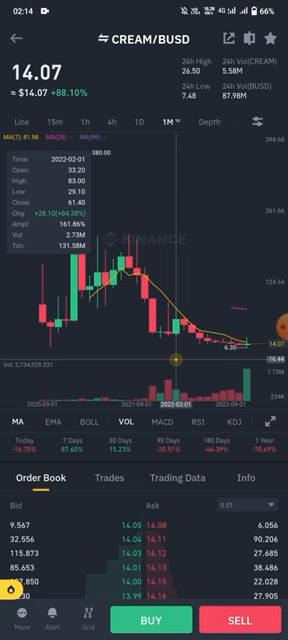 02:14 4G 66%
CREAM/BUSD
14.07
≈ $14.07 +88.10%
24h High
26.50
24h Vol(CREAM)
5.58M
24h Low
7.48
24h Vol(BUSD)
87.98M
Line 15m 1h 4h 1D 1M Depth
MA(7): 81.98 MA(25): - MA(99): -
398.68
380.00
Time: 2022-02-01
Open: 33.20
High: 83.00
Low: 29.10
Close: 61.40
Chg: +28.10(+84.38%)
Ampl: 161.86%
Vol: 2.73M
Txn: 131.58M
261.66
BINANCE
124.64
14.07
6.30
-16.44
Vol: 2,734,529.231
7.73M
234K
2020-09-01 2021-09-01 2022-02-01 2022-09-01
MA EMA BOLL VOL MACD RSI KDJ
Today 7 Days 30 Days 90 Days 180 Days 1 Year
-16.70% 87.60% 15.23% -20.51% -44.39% -70.69%
Order Book Trades Trading Data Info
Bid Ask 0.01
9.567 14.05 14.08 6.056
32.556 14.04 14.11 90.206
115.873 14.03 14.12 27.685
85.653 14.01 14.13 38.486
14.00 14.15 22.028
13.99 14.16 27.905
More Alert Grid BUY SELL